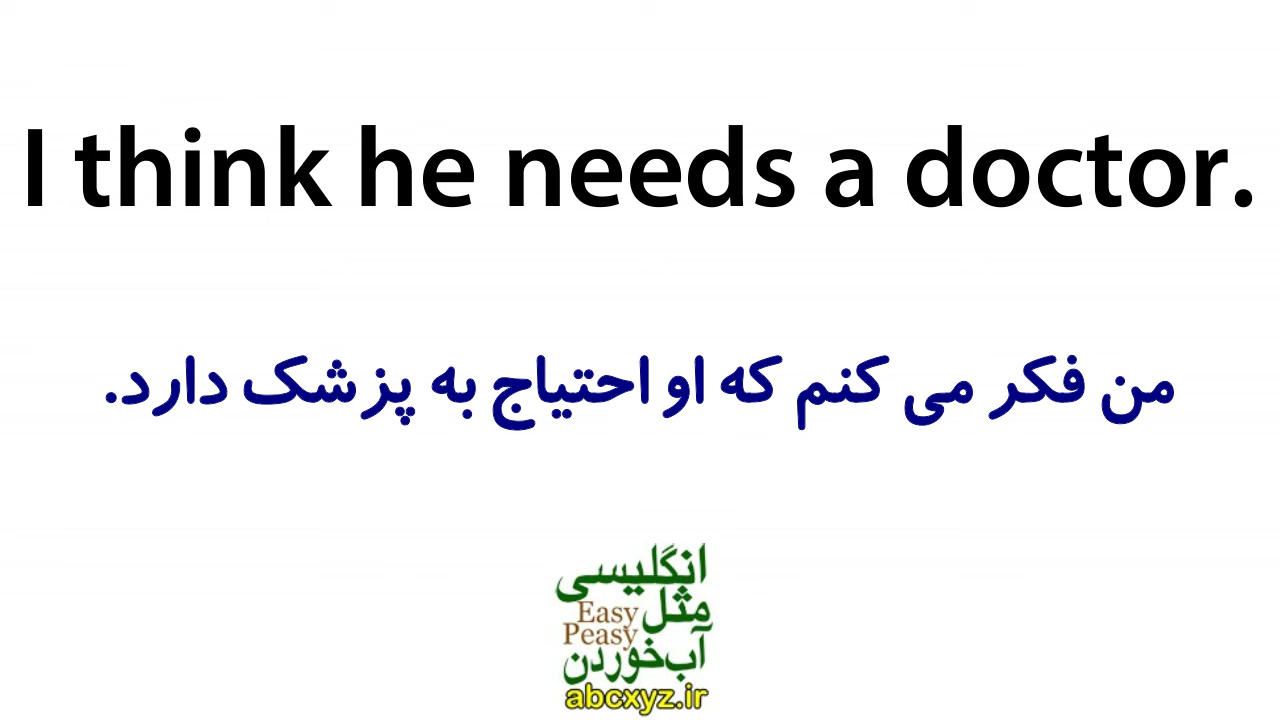 I think he needs a doctor.
من فکر می کنم که او احتیاج به پزشک دارد.
انگلیسی
مثل
Easy
Peasy
آب‌خوردن
abcxyz.ir